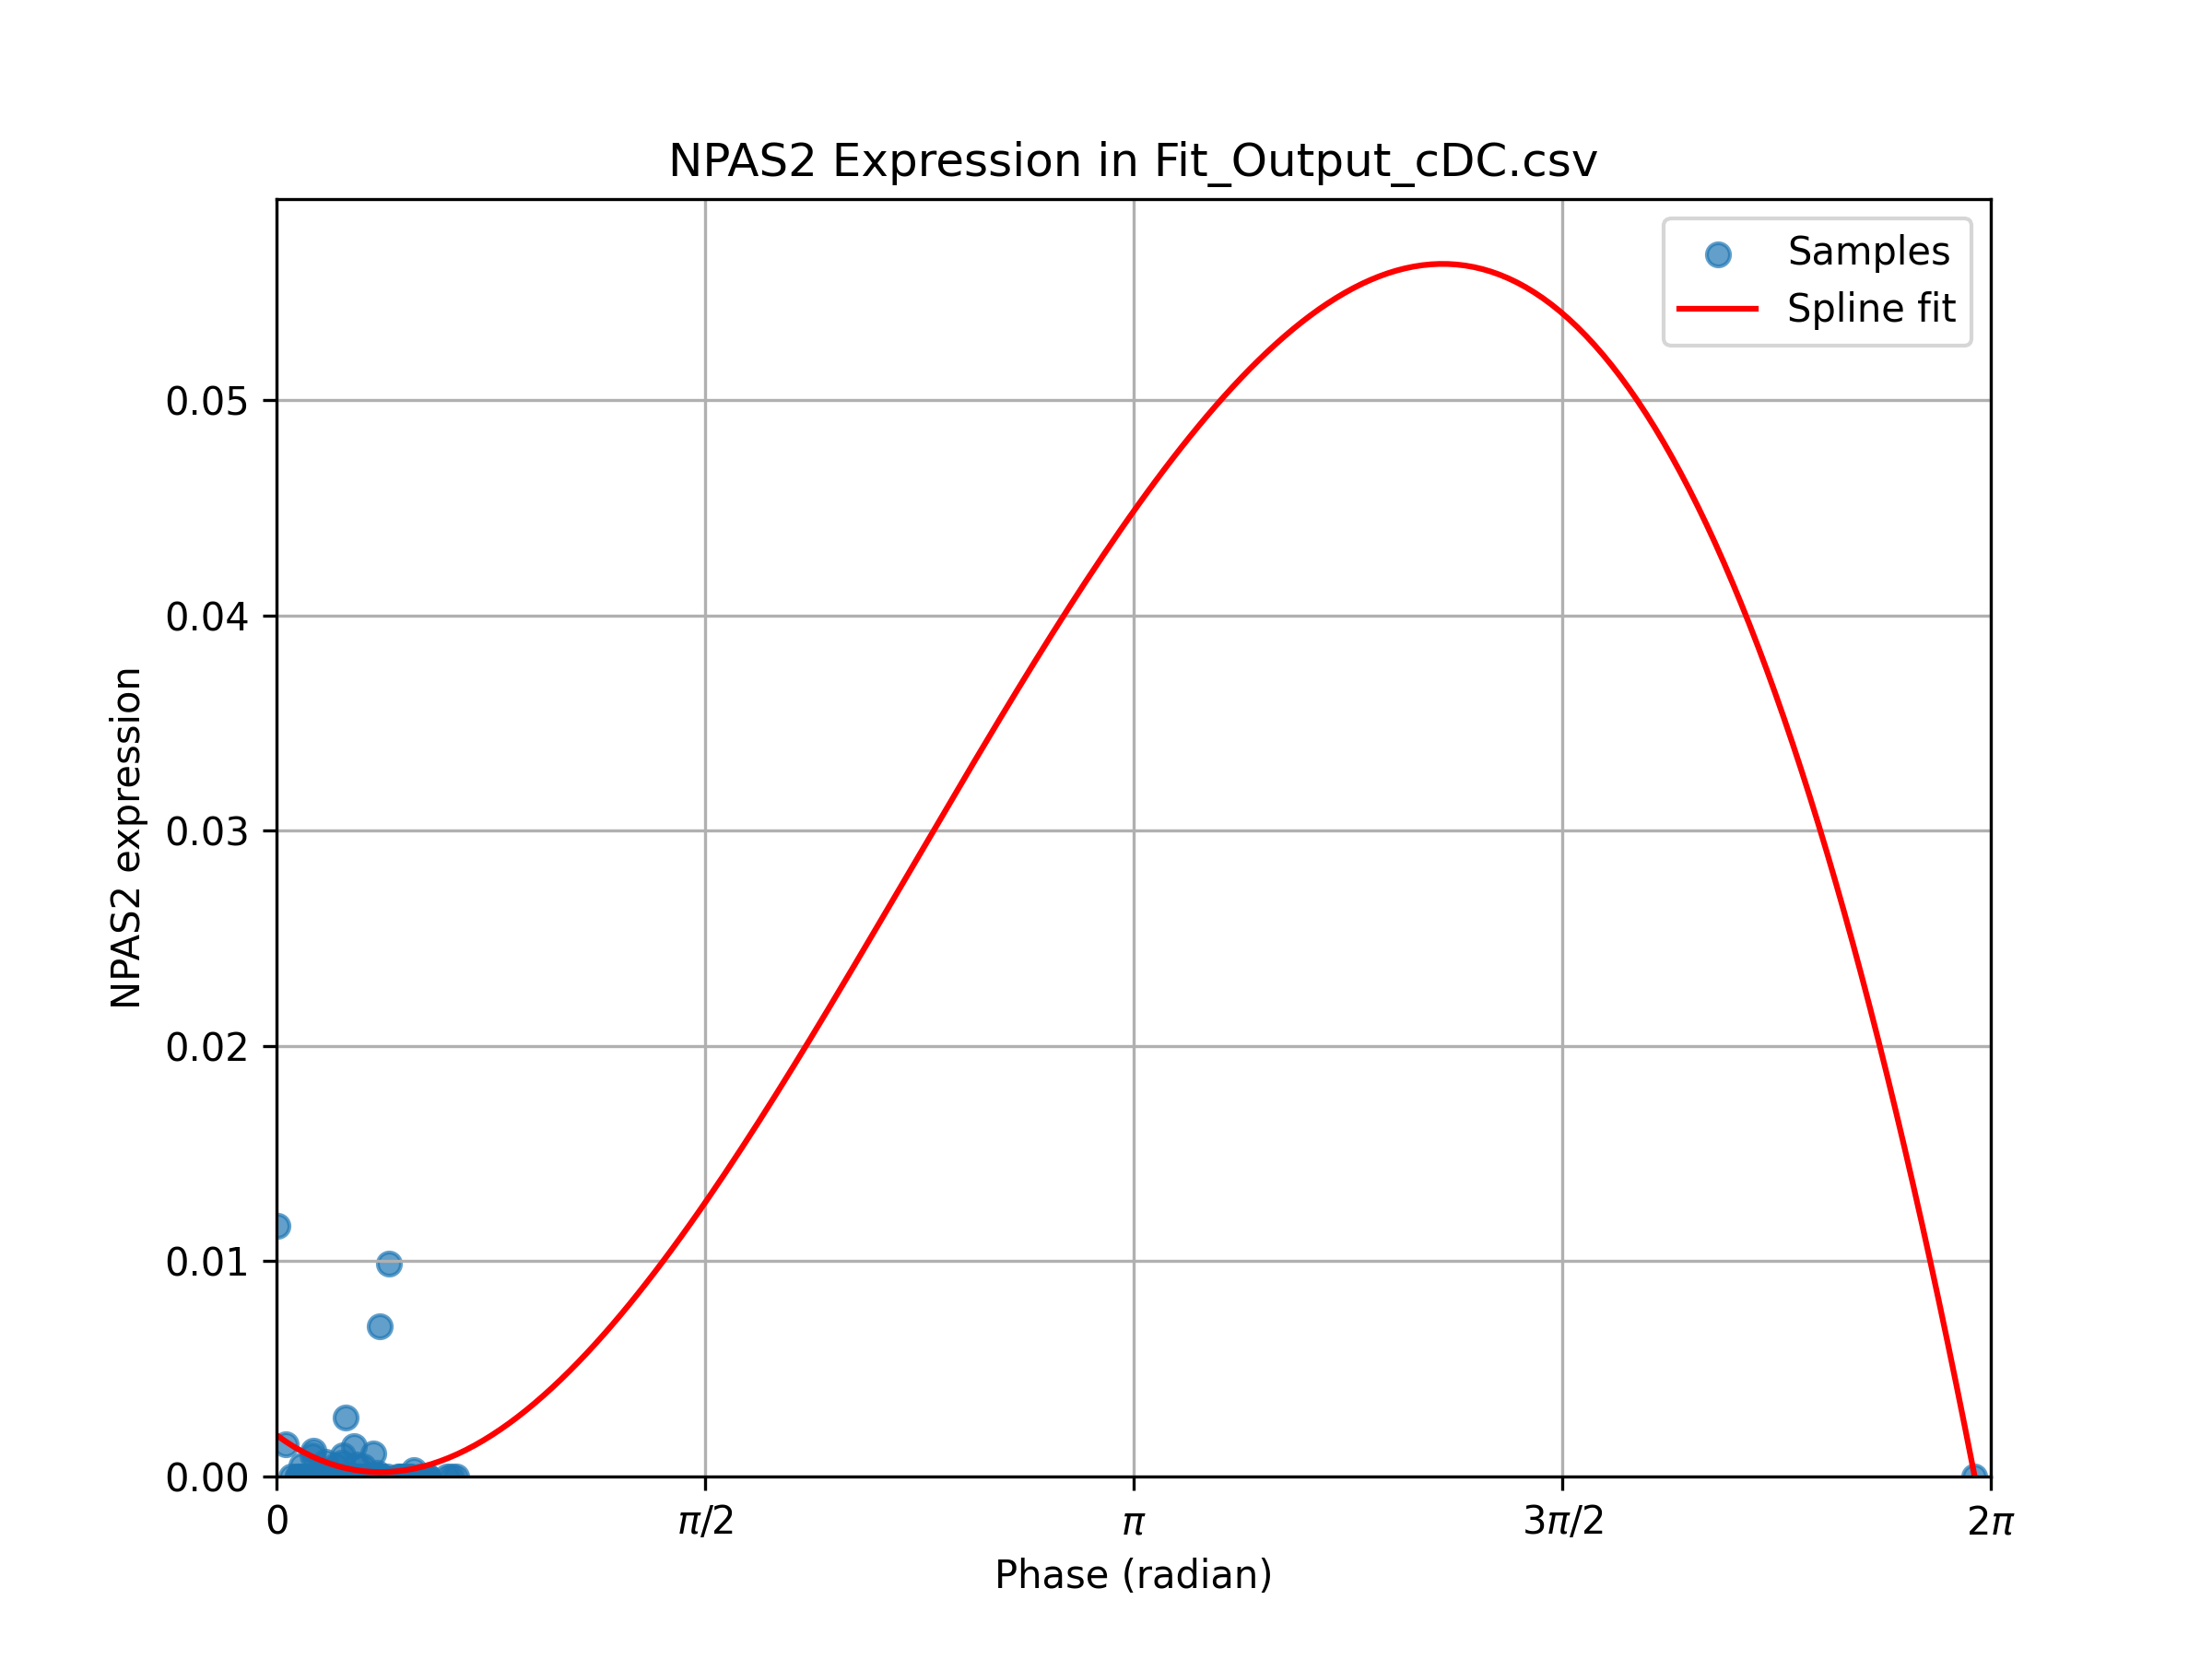 NPAS2 Expression in Fit_Output_cDC.csv
Samples
Spline fit
NPAS2 expression
0.05
0.04
0.03
0.02
0.01
0.00
0
π/2
π
3π/2
2π
Phase (radian)